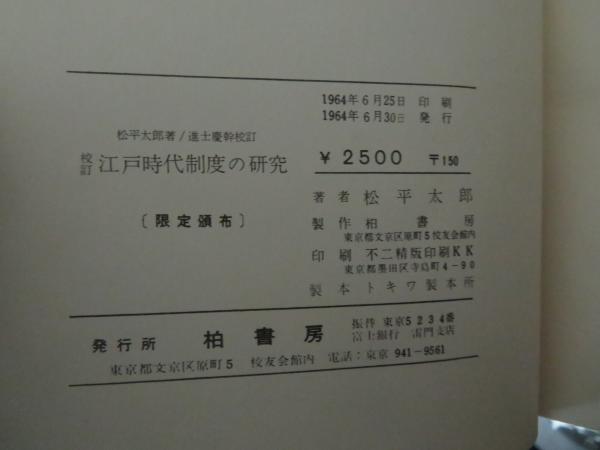 1964年6月25日 印刷
1964年6月30日 発行
松平太郎著/進士慶幹校訂
校訂 江戸時代制度の研究
¥2500 〒150
〔限定頒布〕
著者 松平太郎
製作 柏書房
東京都文京区原町5校友会館内
印刷 不二精版印刷KK
東京都墨田区寺島町4-90
製本 トキワ製本所
発行所 柏書房
振替 東京5234番
富士銀行 雷門支店
東京都文京区原町5 校友会館内 電話:東京 941-9561